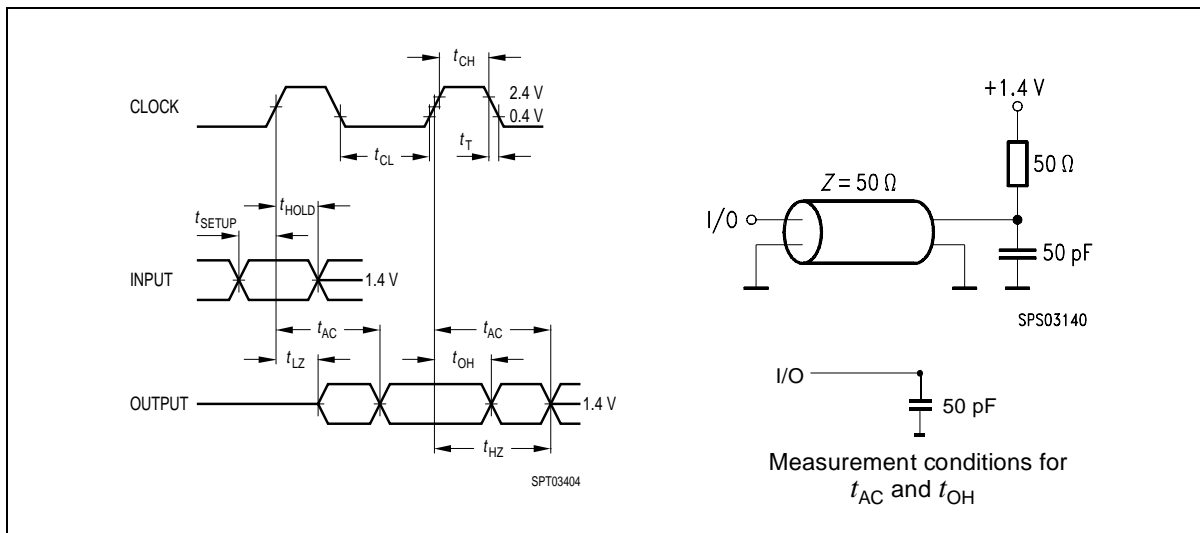 tCH
CLOCK
2.4 V
0.4 V
tT
tCL
tHOLD
tSETUP
INPUT
1.4 V
tAC
tAC
tLZ
tOH
OUTPUT
1.4 V
tHZ
SPT03404
+1.4 V
50 Ω
Z = 50 Ω
I/O
50 pF
SPS03140
I/O
50 pF
Measurement conditions for
tAC and tOH